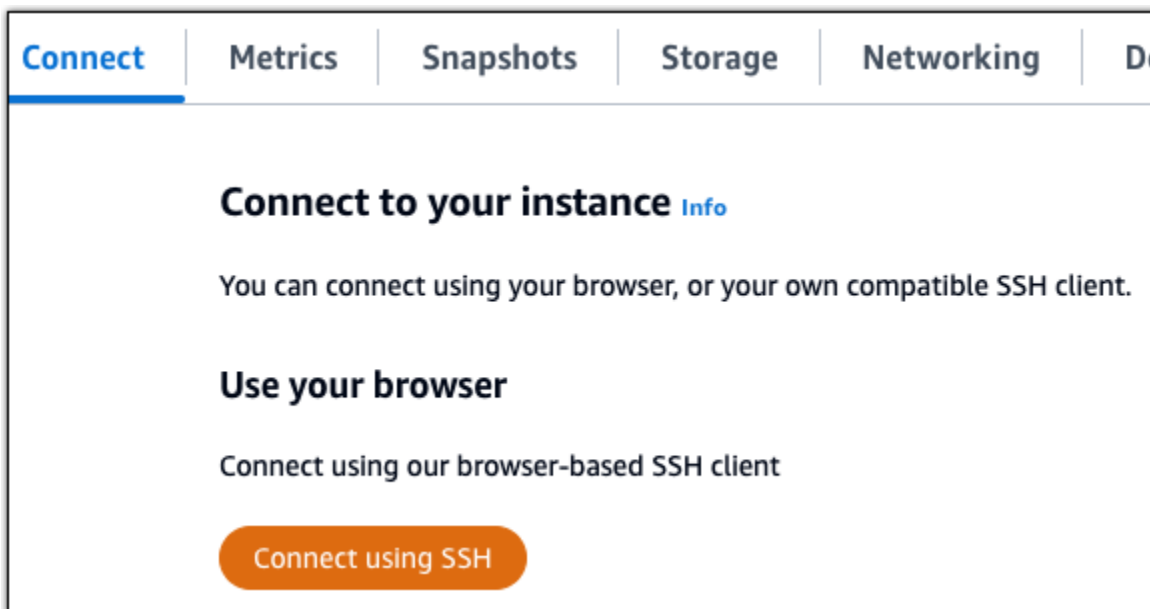 Connect Metrics Snapshots Storage Networking
Connect to your instance Info
You can connect using your browser, or your own compatible SSH client.
Use your browser
Connect using our browser-based SSH client
Connect using SSH